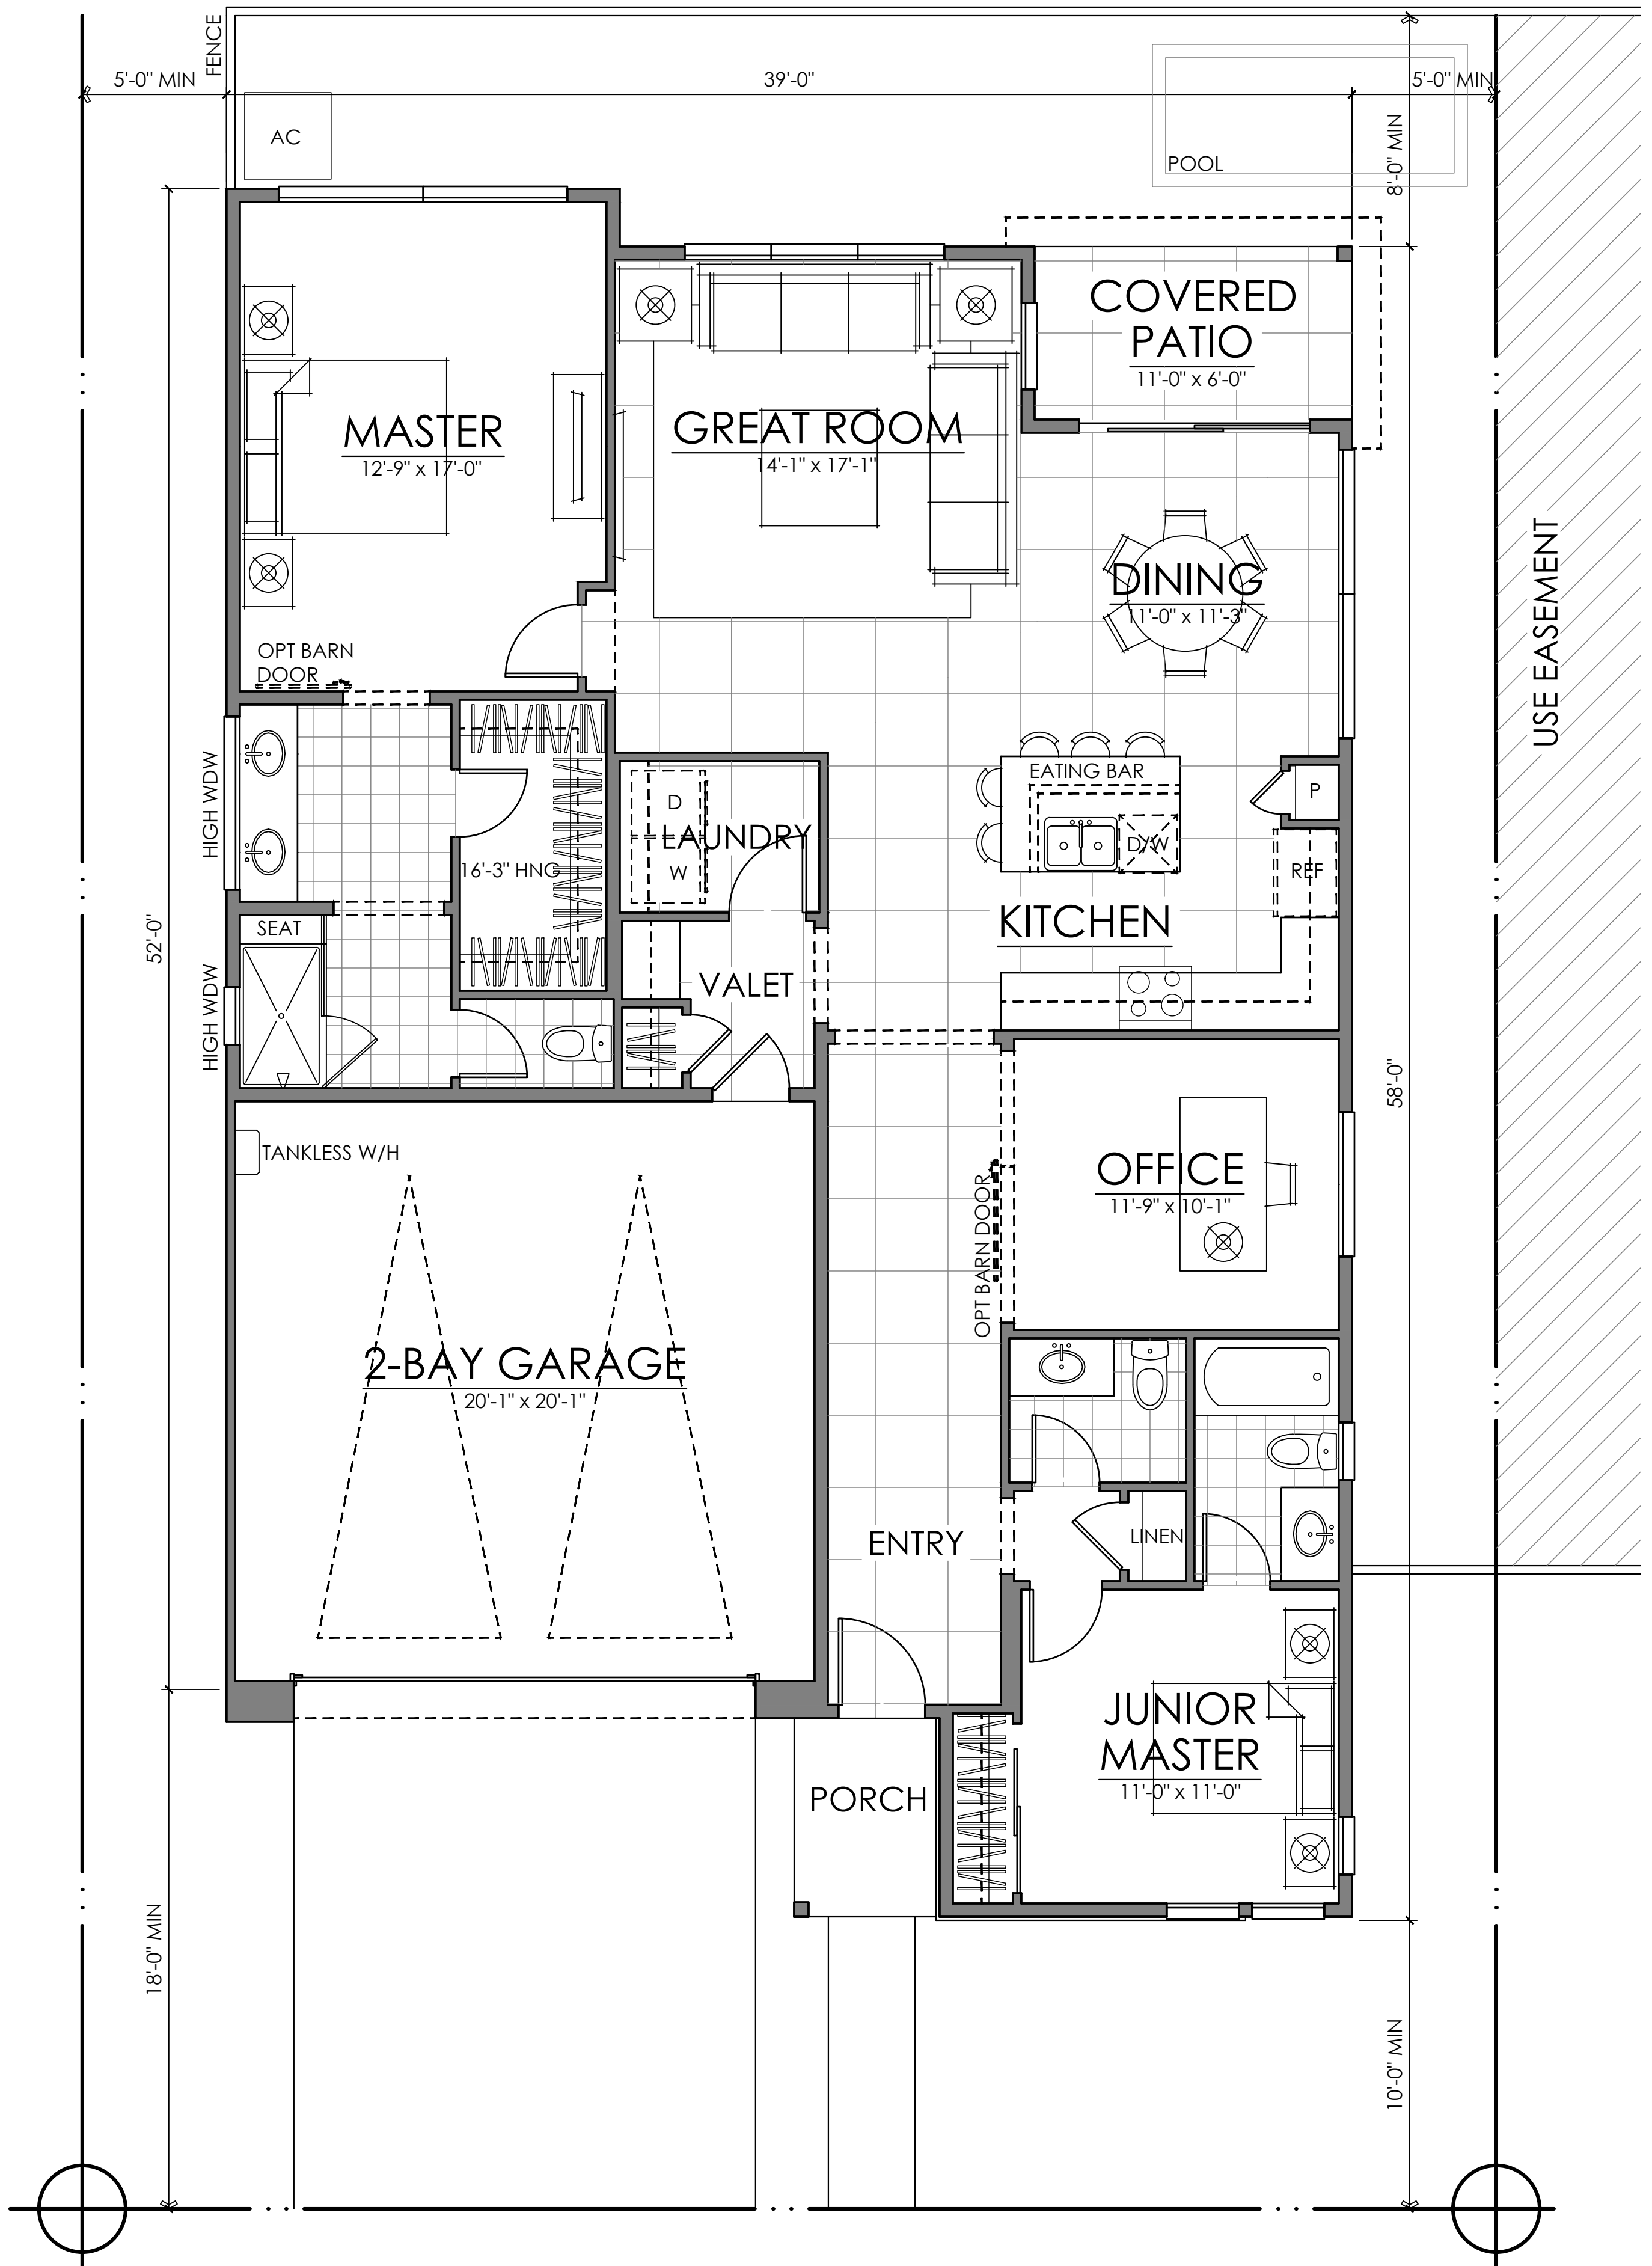 FENCE
5'-0" MIN
39'-0"
5'-0" MIN
AC
POOL
8'-0" MIN
COVERED
PATIO
11'-0" x 6'-0"
MASTER
12'-9" x 17'-0"
GREAT ROOM
14'-1" x 17'-1"
DINING
11'-0" x 11'-3"
USE EASEMENT
OPT BARN
DOOR
HIGH WDW
EATING BAR
P
D
LAUNDRY
W
D/W
REF
16'-3" HNG
KITCHEN
52'-0"
SEAT
VALET
HIGH WDW
58'-0"
TANKLESS W/H
OFFICE
11'-9" x 10'-1"
OPT BARN DOOR
2-BAY GARAGE
20'-1" x 20'-1"
ENTRY
LINEN
JUNIOR
MASTER
11'-0" x 11'-0"
PORCH
18'-0" MIN
10'-0" MIN